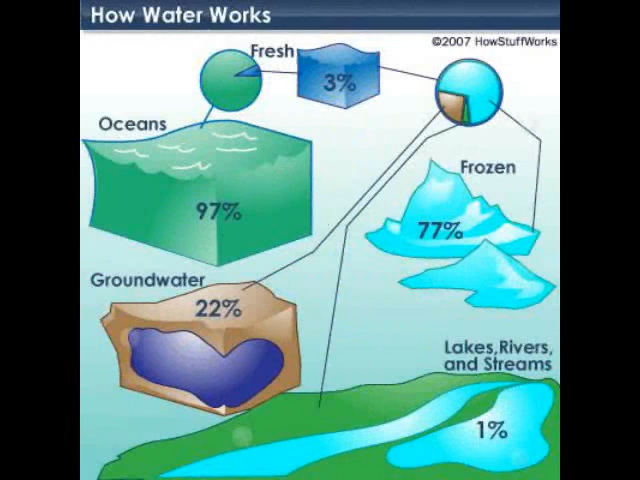 How Water Works
©2007 HowStuffWorks
Fresh
3%
Oceans
97%
Frozen
77%
Groundwater
22%
Lakes,Rivers,
and Streams
1%